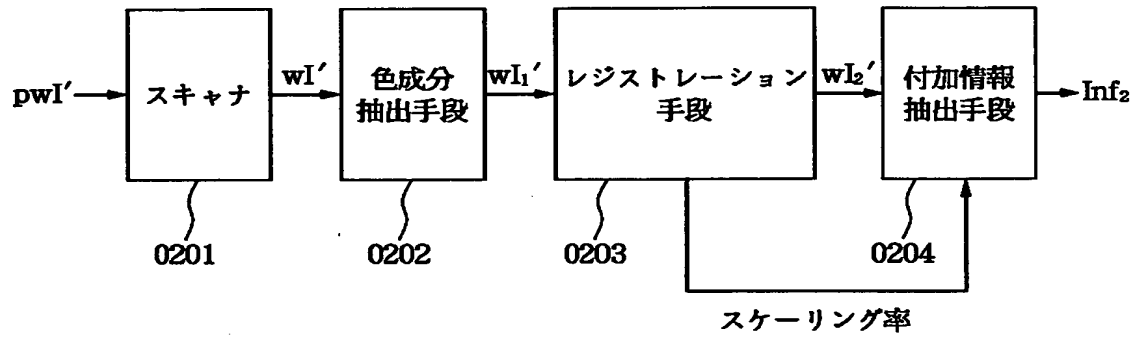 pwI′
スキャナ
wI′
色成分
抽出手段
wI₁′
レジストレーション
手段
wI₂′
付加情報
抽出手段
Inf₂
0201
0202
0203
0204
スケーリング率